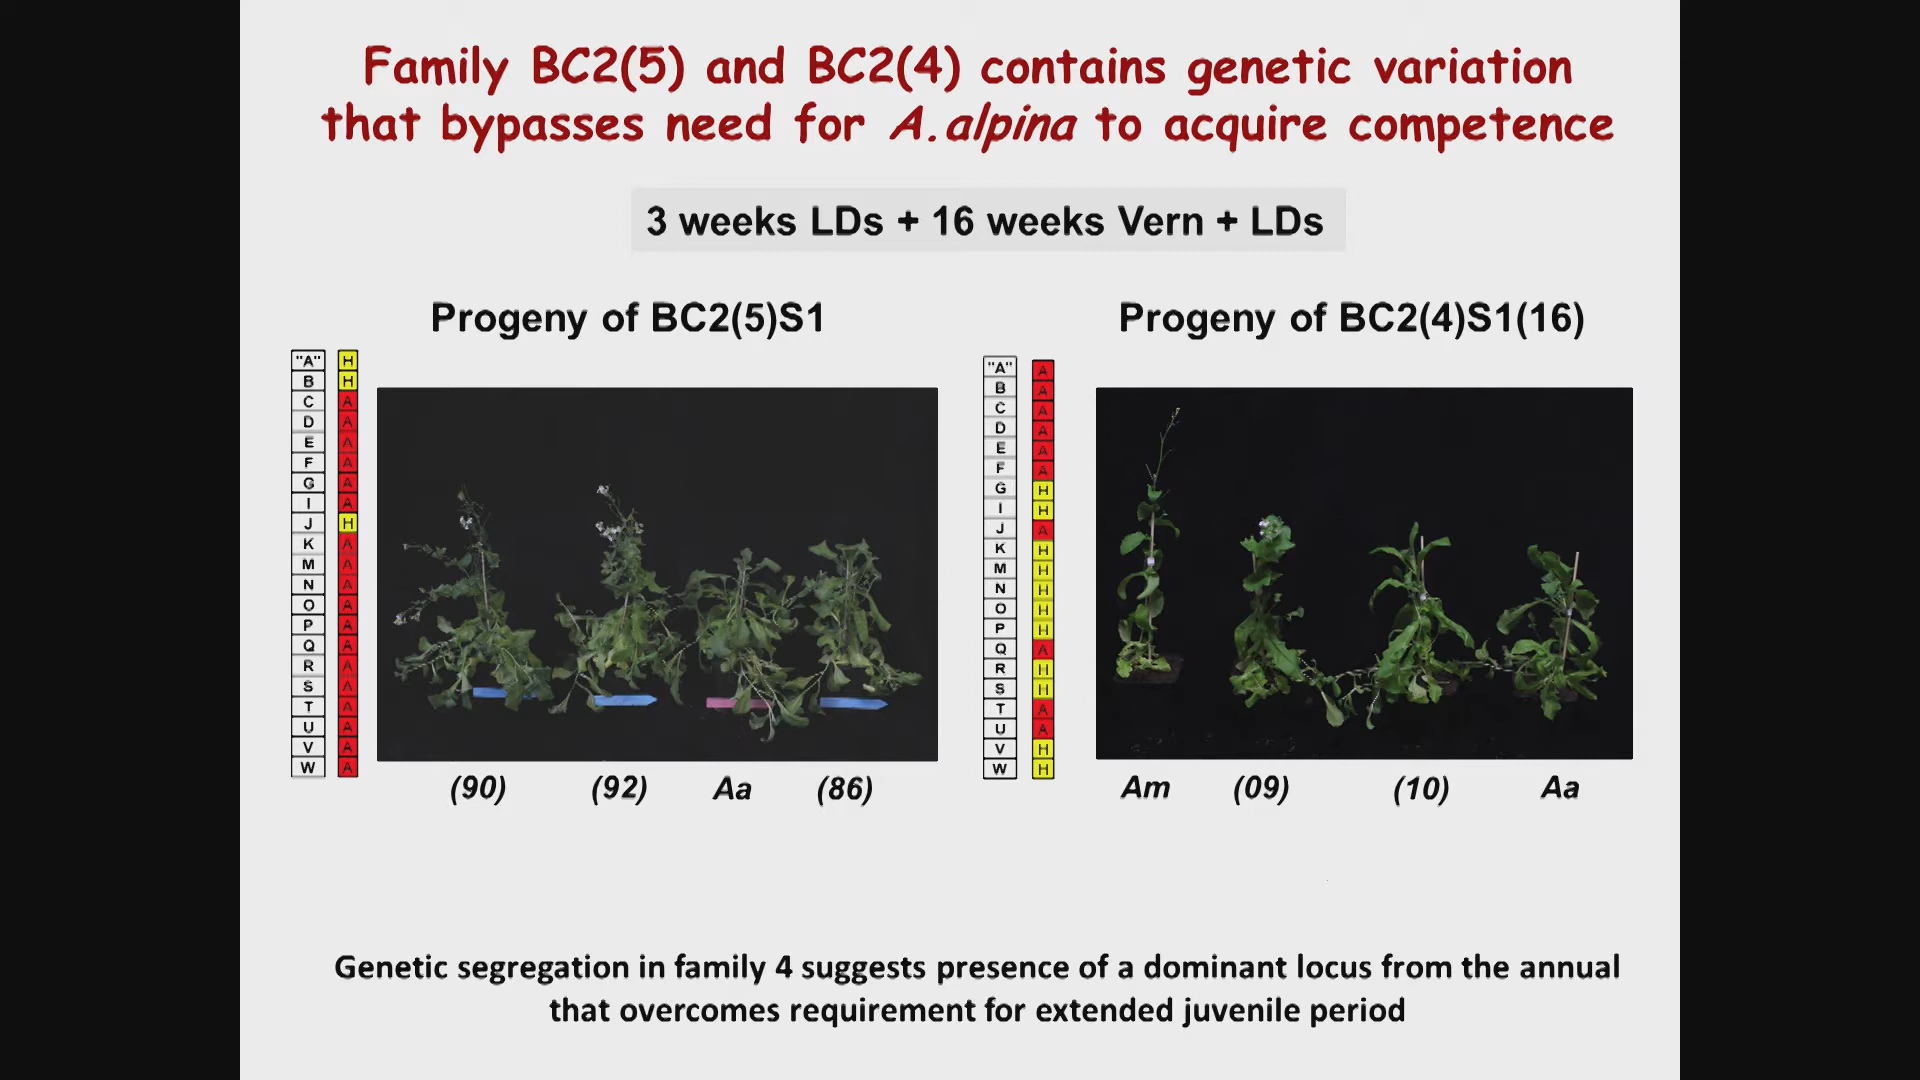 Family BC2(5) and BC2(4) contains genetic variation
that bypasses need for A.alpina to acquire competence
3 weeks LDs + 16 weeks Vern + LDs
Progeny of BC2(5)S1
"A" H
B H
C A
D A
E A
F A
G A
I A
J H
K A
M A
N A
O A
P A
Q A
R A
S A
T A
U A
V A
W A
(90) (92) Aa (86)
Progeny of BC2(4)S1(16)
"A" A
B A
C A
D A
E A
F A
G H
I H
J A
K H
M H
N H
O H
P H
Q A
R H
S H
T A
U A
V H
W H
Am (09) (10) Aa
Genetic segregation in family 4 suggests presence of a dominant locus from the annual
that overcomes requirement for extended juvenile period